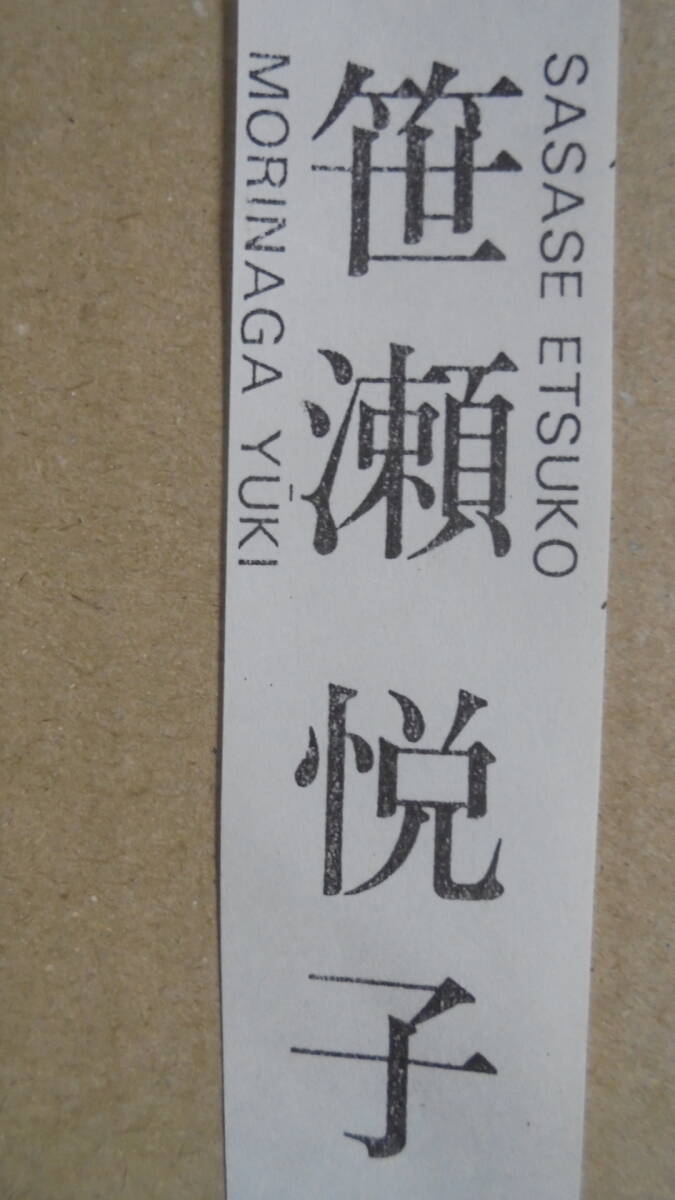 SASASE ETSUKO
笹瀬悦子
MORINAGA YŪKI